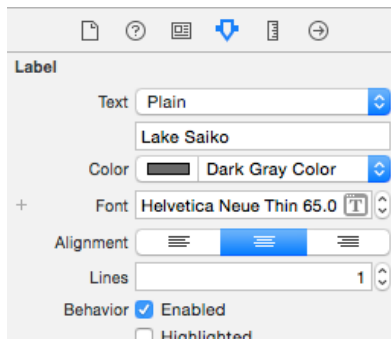 Label
Text Plain
Lake Saiko
Color Dark Gray Color
Font Helvetica Neue Thin 65.0 T
Alignment
Lines 1
Behavior Enabled
Highlighted